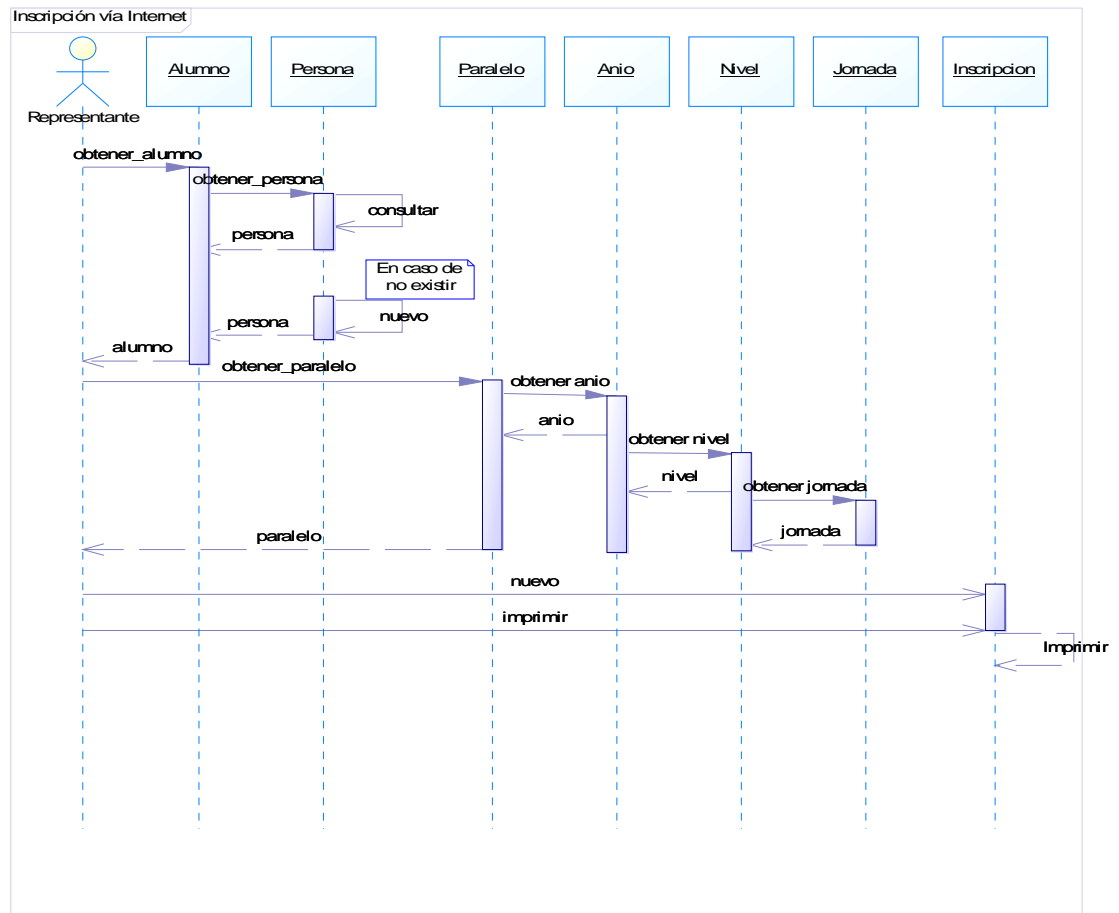 Inscripción vía Internet
Representante
Alumno
Persona
Paralelo
Anio
Nivel
Jornada
Inscripcion
obtener_alumno
obtener_persona
consultar
persona
En caso de
no existir
nuevo
persona
alumno
obtener_paralelo
obtener anio
anio
obtener nivel
nivel
obtener jornada
jornada
paralelo
nuevo
imprimir
Imprimir